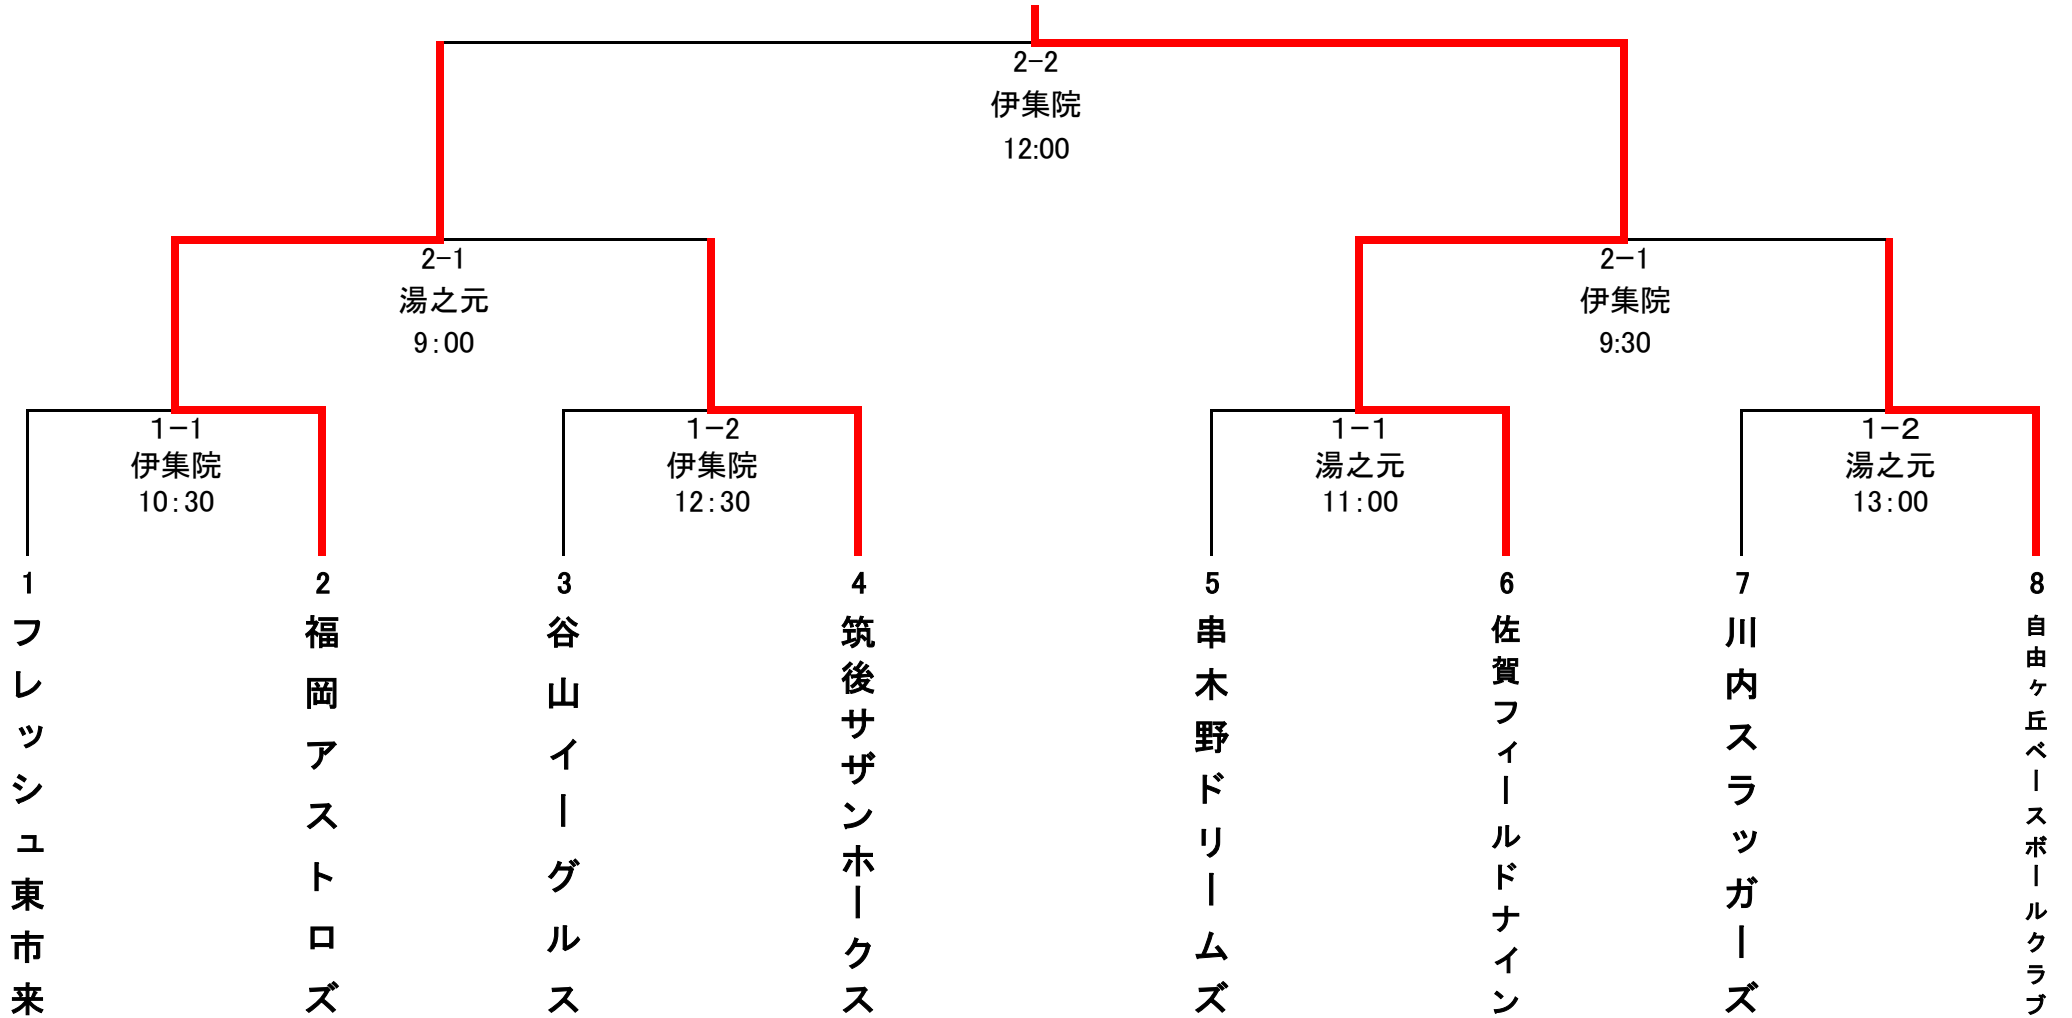 2-2
伊集院
12:00
2-1
湯之元
9:00
2-1
伊集院
9:30
1-1
伊集院
10:30
1-2
伊集院
12:30
1-1
湯之元
11:00
1-2
湯之元
13:00
1
フレッシュ東市来
2
福岡アストロズ
3
谷山イーグルス
4
筑後サザンホークス
5
串木野ドリームズ
6
佐賀フィールドナイン
7
川内スラッガーズ
8
自由ヶ丘ベースボールクラブ